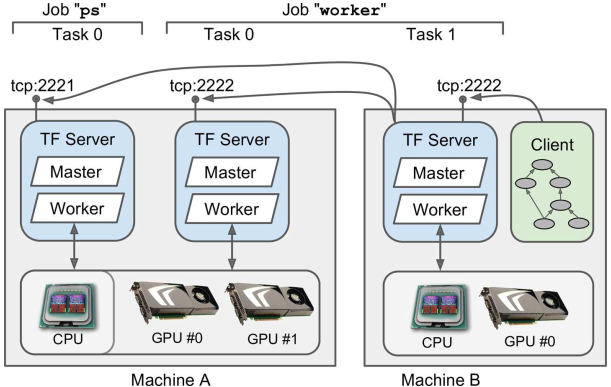 Job "ps"
Job "worker"
Task 0
Task 0
Task 1
tcp:2221
tcp:2222
tcp:2222
TF Server
TF Server
TF Server
Client
Master
Master
Master
Worker
Worker
Worker
CPU
GPU #0
GPU #1
CPU
GPU #0
Machine A
Machine B